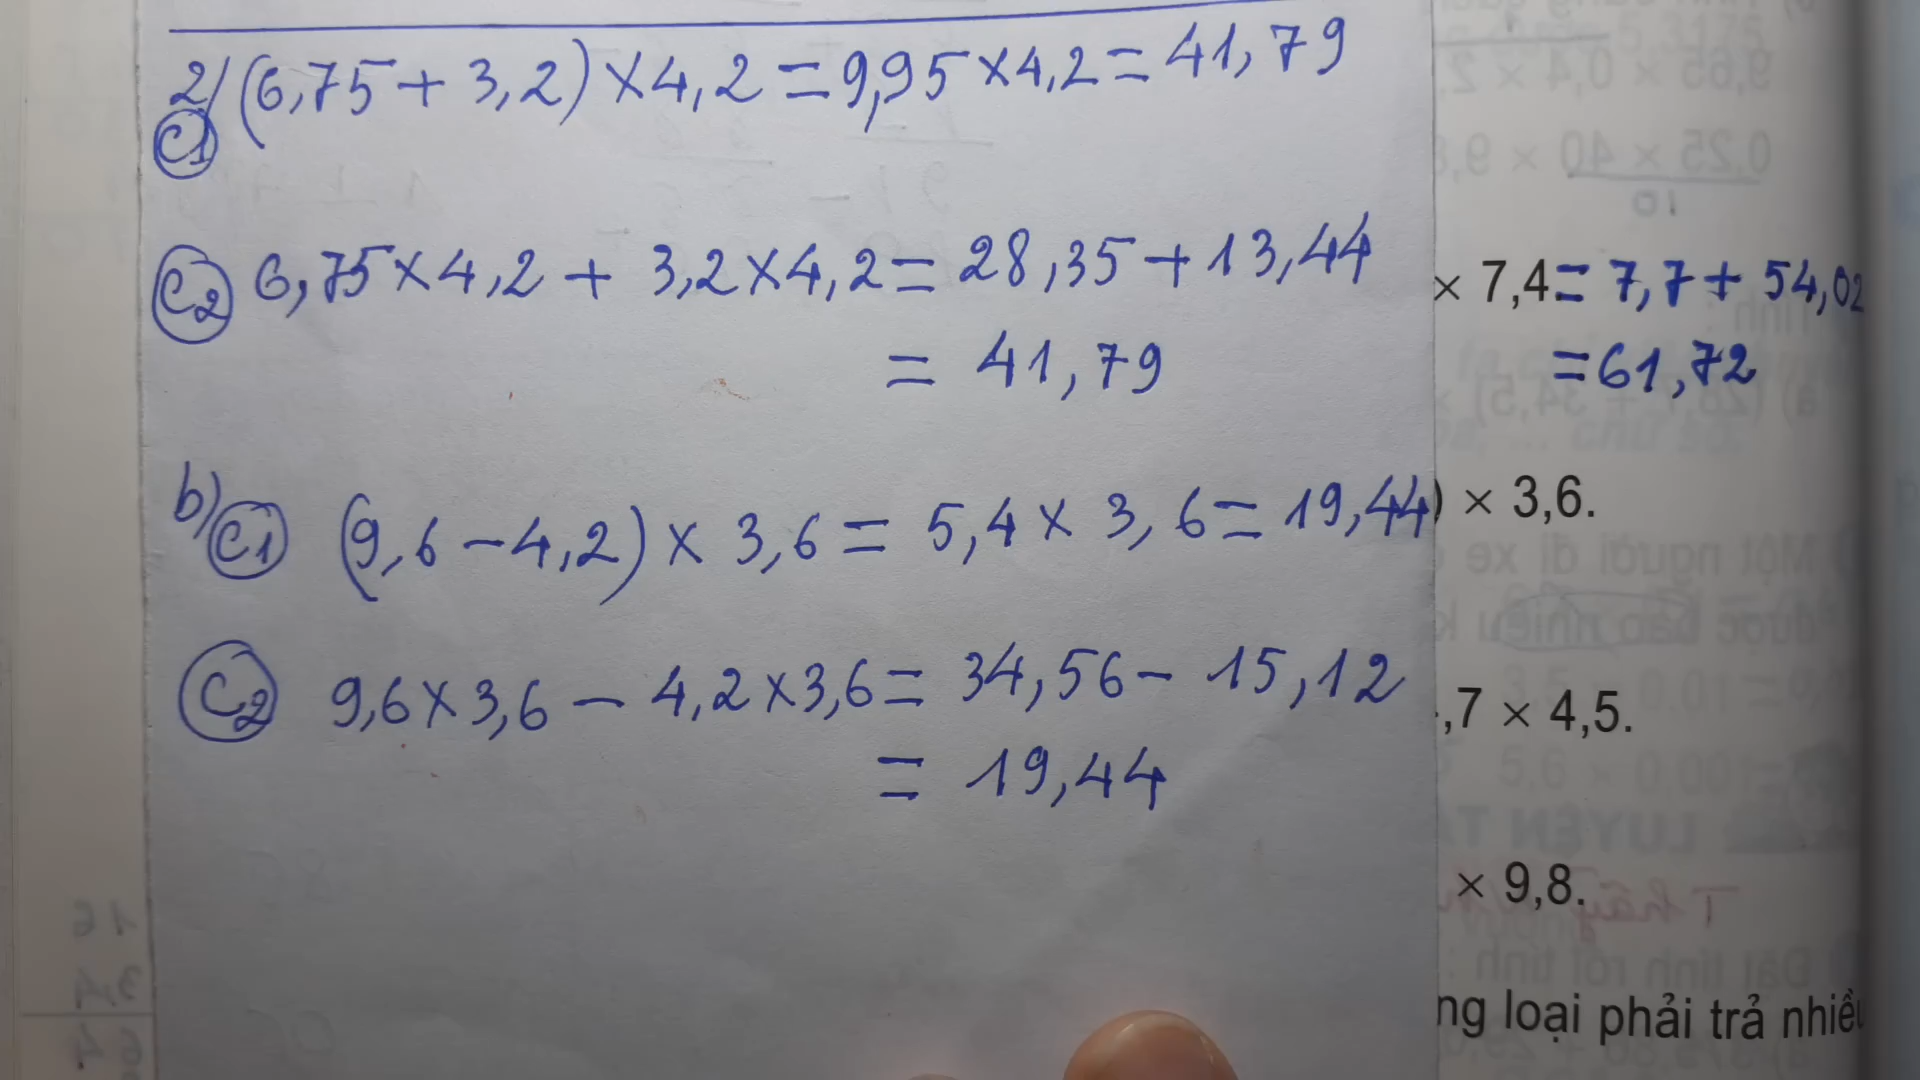 2/ (6,75 + 3,2) × 4,2 = 9,95 × 4,2 = 41,79
C1
C2 6,75 × 4,2 + 3,2 × 4,2 = 28,35 + 13,44
= 41,79
× 7,4 = 7,7 + 54,02
= 61,72
b) C1 (9,6 – 4,2) × 3,6 = 5,4 × 3,6 = 19,44
) × 3,6.
C2 9,6 × 3,6 – 4,2 × 3,6 = 34,56 – 15,12
= 19,44
,7 × 4,5.
× 9,8.
ng loại phải trả nhiều